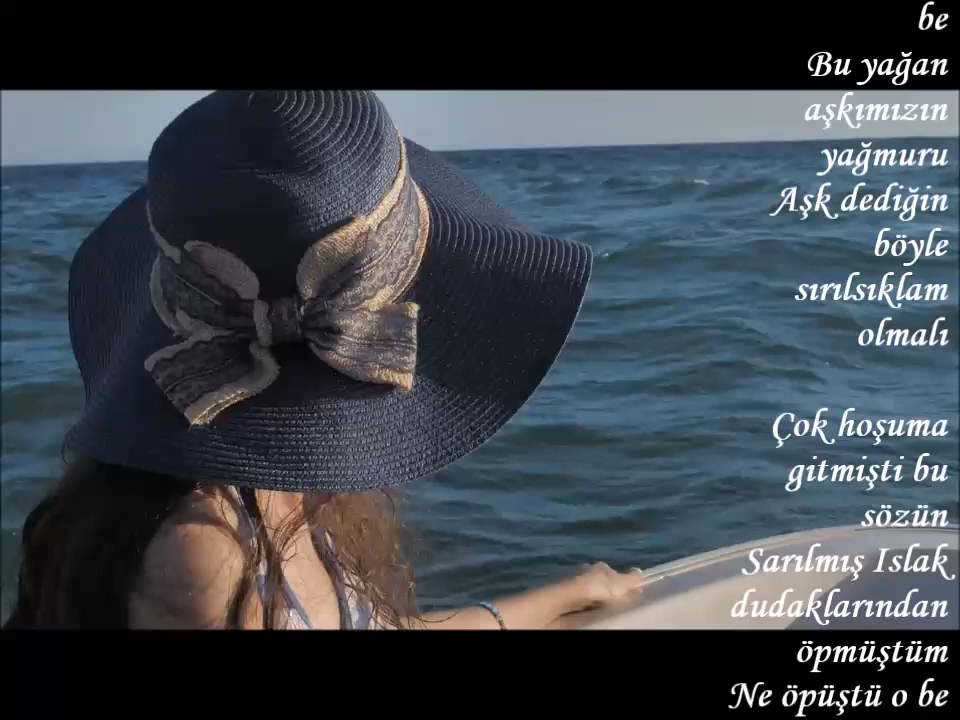 be
Bu yağan
aşkımızın
yağmuru
Aşk dediğin
böyle
sırılsıklam
olmalı
Çok hoşuma
gitmişti bu
sözün
Sarılmış Islak
dudaklarından
öpmüştüm
Ne öpüştü o be